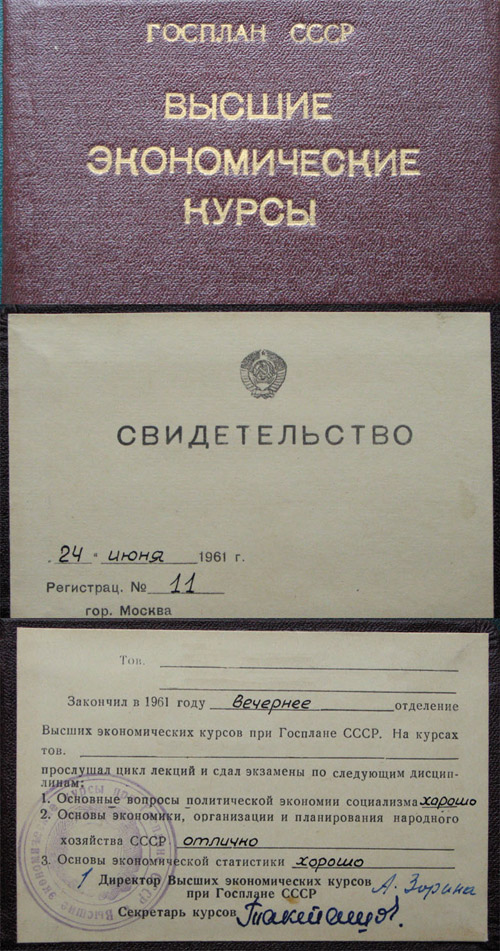 ГОСПЛАН СССР
ВЫСШИЕ
ЭКОНОМИЧЕСКИЕ
КУРСЫ
СВИДЕТЕЛЬСТВО
„24" июня 1961 г.
Регистрац. № 11
гор. Москва
Тов.
Закончил в 1961 году вечернее отделение
Высших экономических курсов при Госплане СССР. На курсах
тов.
прослушал цикл лекций и сдал экзамены по следующим дисцип-
линам:
1. Основные вопросы политической экономии социализма хорошо
2. Основы экономики, организации и планирования народного
хозяйства СССР отлично
3. Основы экономической статистики хорошо
Директор Высших экономических курсов А. Зорина
при Госплане СССР
Секретарь курсов